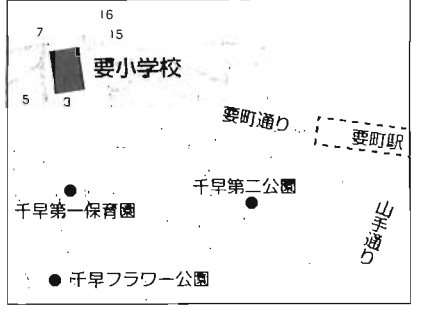 16
7
15
要小学校
5
3
要町通り
要町駅
千早第二公園
千早第一保育園
山手通り
千早フラワー公園